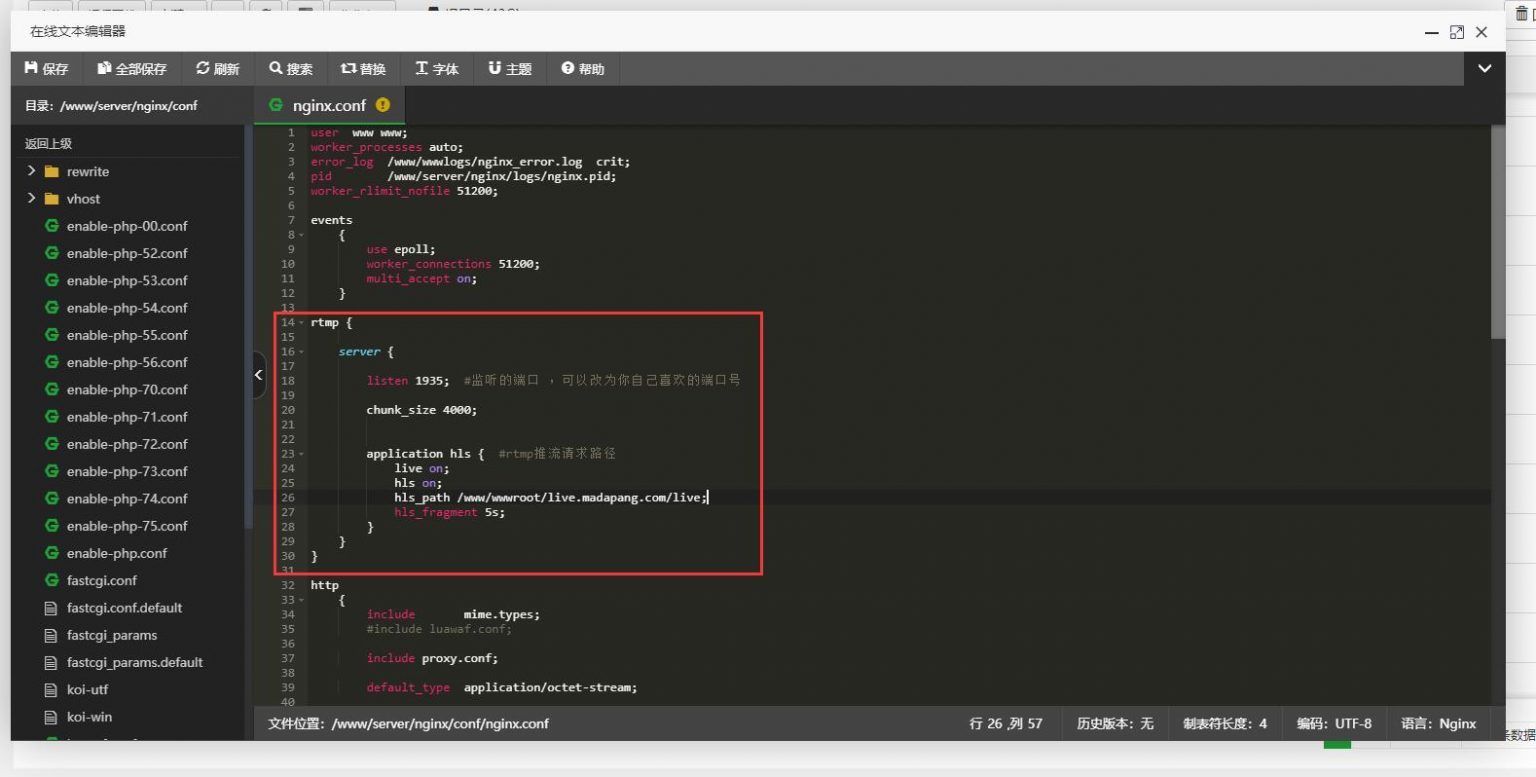 在线文本编辑器
保存 全部保存 刷新 搜索 替换 字体 主题 帮助
目录：/www/server/nginx/conf
nginx.conf
返回上级
rewrite
vhost
enable-php-00.conf
enable-php-52.conf
enable-php-53.conf
enable-php-54.conf
enable-php-55.conf
enable-php-56.conf
enable-php-70.conf
enable-php-71.conf
enable-php-72.conf
enable-php-73.conf
enable-php-74.conf
enable-php-75.conf
enable-php.conf
fastcgi.conf
fastcgi.conf.default
fastcgi_params
fastcgi_params.default
koi-utf
koi-win
1 user  www www;
2 worker_processes auto;
3 error_log  /www/wwwlogs/nginx_error.log  crit;
4 pid        /www/server/nginx/logs/nginx.pid;
5 worker_rlimit_nofile 51200;
6
7 events
8     {
9         use epoll;
10         worker_connections 51200;
11         multi_accept on;
12     }
13
14 rtmp {
15
16     server {
17
18         listen 1935;  #监听的端口 ，可以改为你自己喜欢的端口号
19
20         chunk_size 4000;
21
22
23         application hls {  #rtmp推流请求路径
24             live on;
25             hls on;
26             hls_path /www/wwwroot/live.madapang.com/live;
27             hls_fragment 5s;
28         }
29     }
30 }
31
32 http
33     {
34         include       mime.types;
35         #include luawaf.conf;
36
37         include proxy.conf;
38
39         default_type  application/octet-stream;
40
文件位置：/www/server/nginx/conf/nginx.conf
行 26 ,列 57 历史版本：无 制表符长度：4 编码：UTF-8 语言：Nginx
条数据